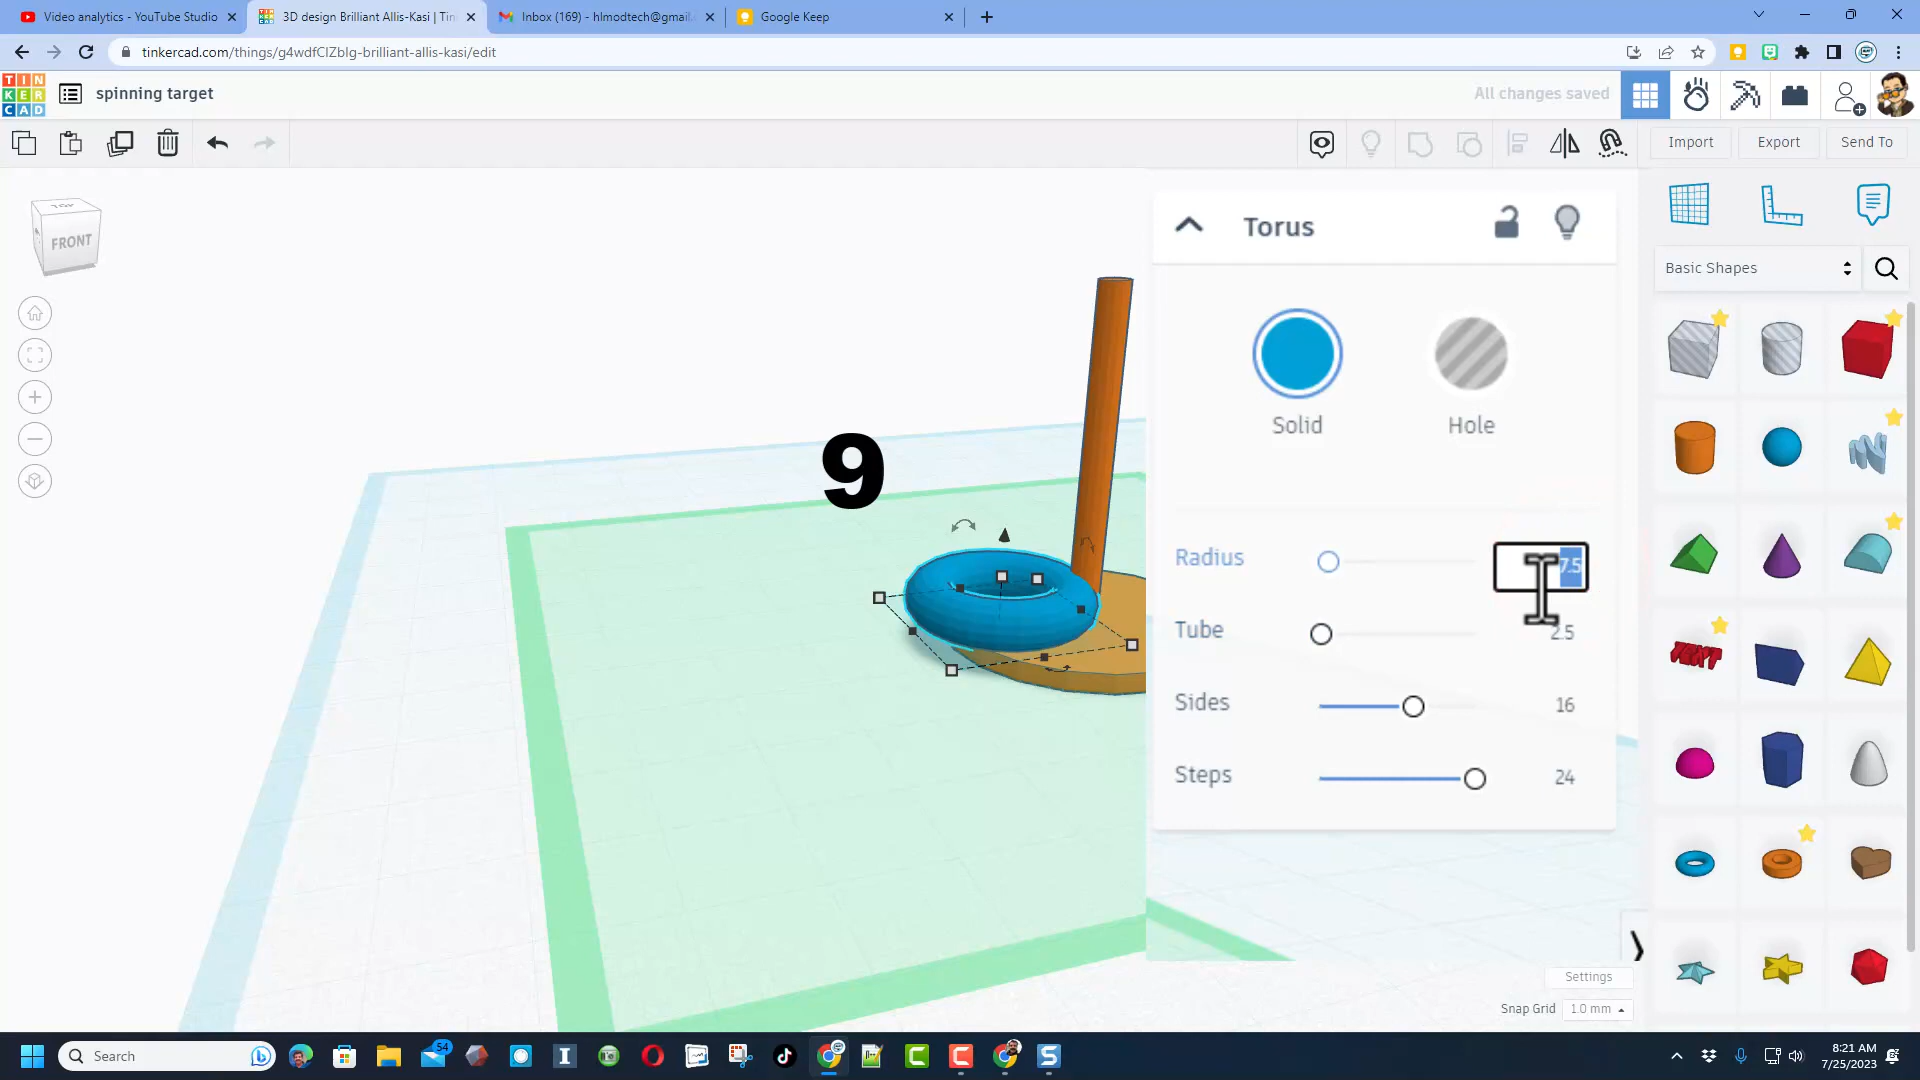 Video analytics - YouTube Studio
3D design Brilliant Allis-Kasi | Tin
Inbox (169) - hlmodtech@gmail.
Google Keep
tinkercad.com/things/g4wdfClZblg-brilliant-allis-kasi/edit
TIN
KER
CAD
spinning target
All changes saved
Import
Export
Send To
TOP
FRONT
Torus
Basic Shapes
Solid
Hole
9
Radius
7.5
Tube
2.5
Sides
16
Steps
24
TEXT
Settings
Snap Grid
1.0 mm
Search
54
8:21 AM
7/25/2023